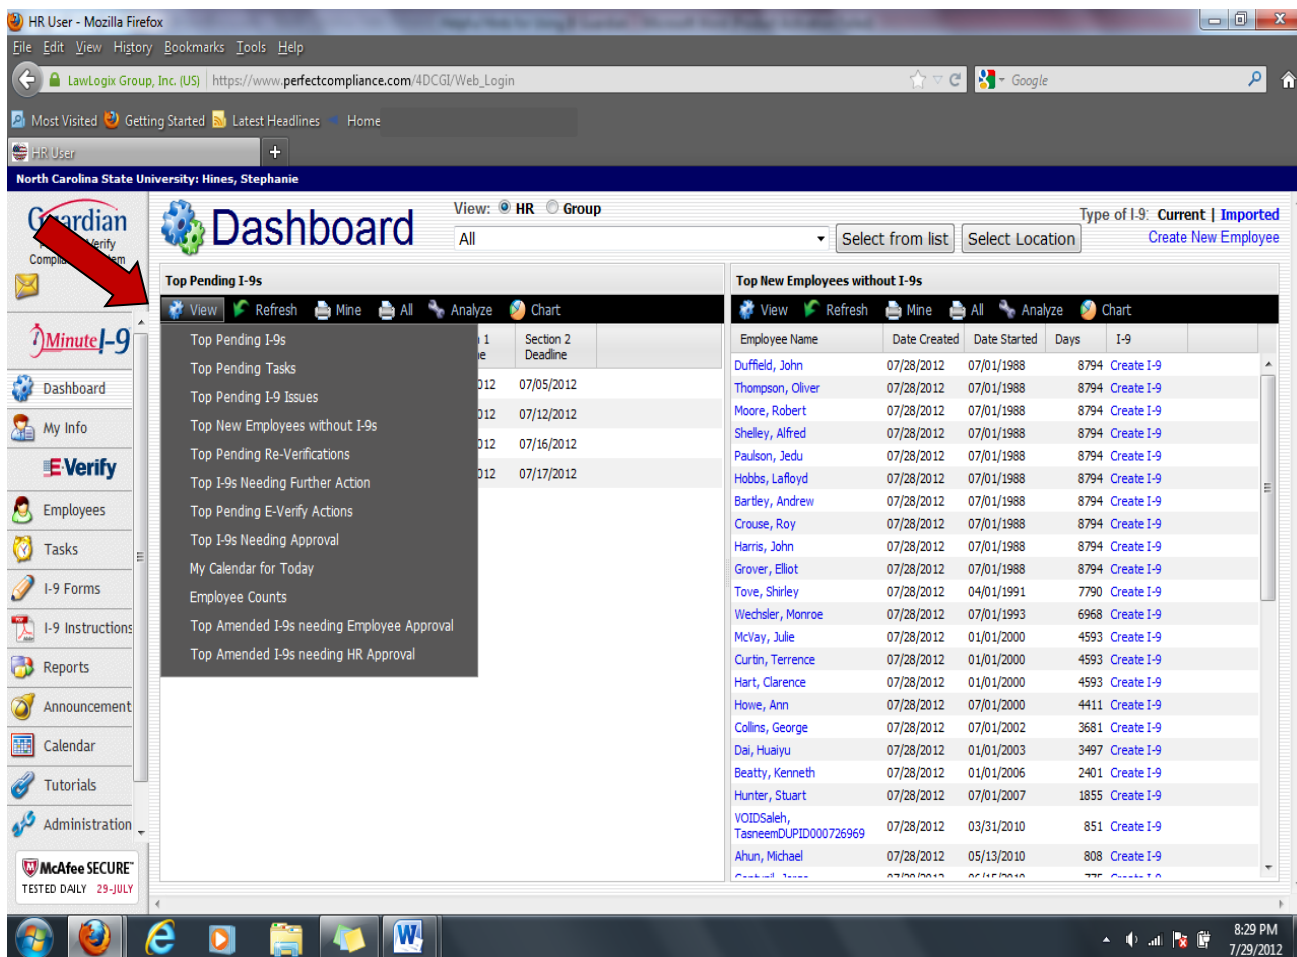 HR User - Mozilla Firefox
File Edit View History Bookmarks Tools Help
LawLogix Group, Inc. (US) https://www.perfectcompliance.com/4DCGI/Web_Login
Google
Most Visited Getting Started Latest Headlines Home
HR User +
North Carolina State University: Hines, Stephanie
Guardian
Verify
Dashboard
View: HR Group
All Select from list Select Location
Type of I-9: Current | Imported
Create New Employee
1 Minute I-9
Dashboard
My Info
E-Verify
Employees
Tasks
I-9 Forms
I-9 Instructions
Reports
Announcement
Calendar
Tutorials
Administration
McAfee SECURE™
TESTED DAILY 29-JULY
Top Pending I-9s
View Refresh Mine All Analyze Chart
Top Pending I-9s
Top Pending Tasks
Top Pending I-9 Issues
Top New Employees without I-9s
Top Pending Re-Verifications
Top I-9s Needing Further Action
Top Pending E-Verify Actions
Top I-9s Needing Approval
My Calendar for Today
Employee Counts
Top Amended I-9s needing Employee Approval
Top Amended I-9s needing HR Approval
Section 2
Deadline
07/05/2012
07/12/2012
07/16/2012
07/17/2012
Top New Employees without I-9s
View Refresh Mine All Analyze Chart
Employee Name Date Created Date Started Days I-9
Duffield, John 07/28/2012 07/01/1988 8794 Create I-9
Thompson, Oliver 07/28/2012 07/01/1988 8794 Create I-9
Moore, Robert 07/28/2012 07/01/1988 8794 Create I-9
Shelley, Alfred 07/28/2012 07/01/1988 8794 Create I-9
Paulson, Jedu 07/28/2012 07/01/1988 8794 Create I-9
Hobbs, Lafloyd 07/28/2012 07/01/1988 8794 Create I-9
Bartley, Andrew 07/28/2012 07/01/1988 8794 Create I-9
Crouse, Roy 07/28/2012 07/01/1988 8794 Create I-9
Harris, John 07/28/2012 07/01/1988 8794 Create I-9
Grover, Elliot 07/28/2012 07/01/1988 8794 Create I-9
Tove, Shirley 07/28/2012 04/01/1991 7790 Create I-9
Wechsler, Monroe 07/28/2012 07/01/1993 6968 Create I-9
McVay, Julie 07/28/2012 01/01/2000 4593 Create I-9
Curtin, Terrence 07/28/2012 01/01/2000 4593 Create I-9
Hart, Clarence 07/28/2012 01/01/2000 4593 Create I-9
Howe, Ann 07/28/2012 07/01/2000 4411 Create I-9
Collins, George 07/28/2012 07/01/2002 3681 Create I-9
Dai, Huaiyu 07/28/2012 01/01/2003 3497 Create I-9
Beatty, Kenneth 07/28/2012 01/01/2006 2401 Create I-9
Hunter, Stuart 07/28/2012 07/01/2007 1855 Create I-9
VOIDSaleh,
TasneemDUPID000726969 07/28/2012 03/31/2010 851 Create I-9
Ahun, Michael 07/28/2012 05/13/2010 808 Create I-9
8:29 PM
7/29/2012